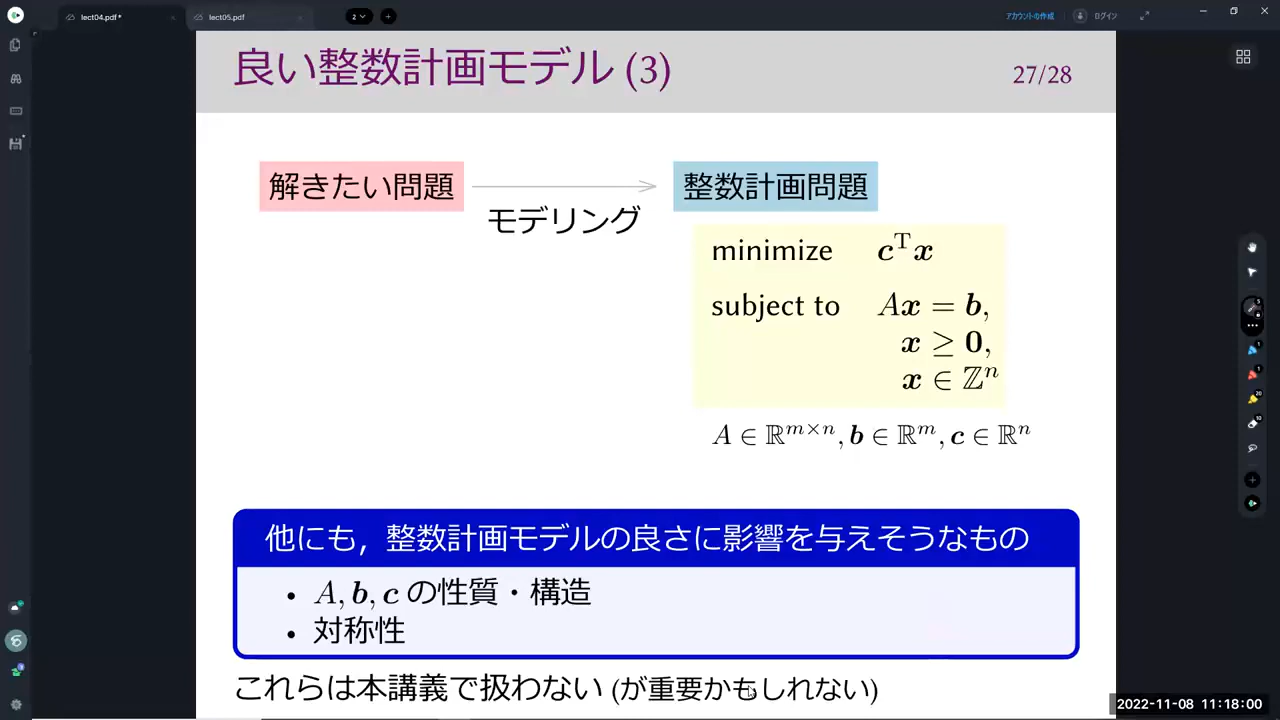 lect04.pdf *
lect05.pdf
2
アカウントの作成
ログイン
良い整数計画モデル (3)
27/28
解きたい問題
整数計画問題
モデリング
minimize c^T x
subject to Ax = b,
x ≥ 0,
x ∈ ℤ^n
A ∈ ℝ^{m×n}, b ∈ ℝ^m, c ∈ ℝ^n
他にも，整数計画モデルの良さに影響を与えそうなもの
• A, b, c の性質・構造
• 対称性
これらは本講義で扱わない (が重要かもしれない)
2022-11-08 11:18:00